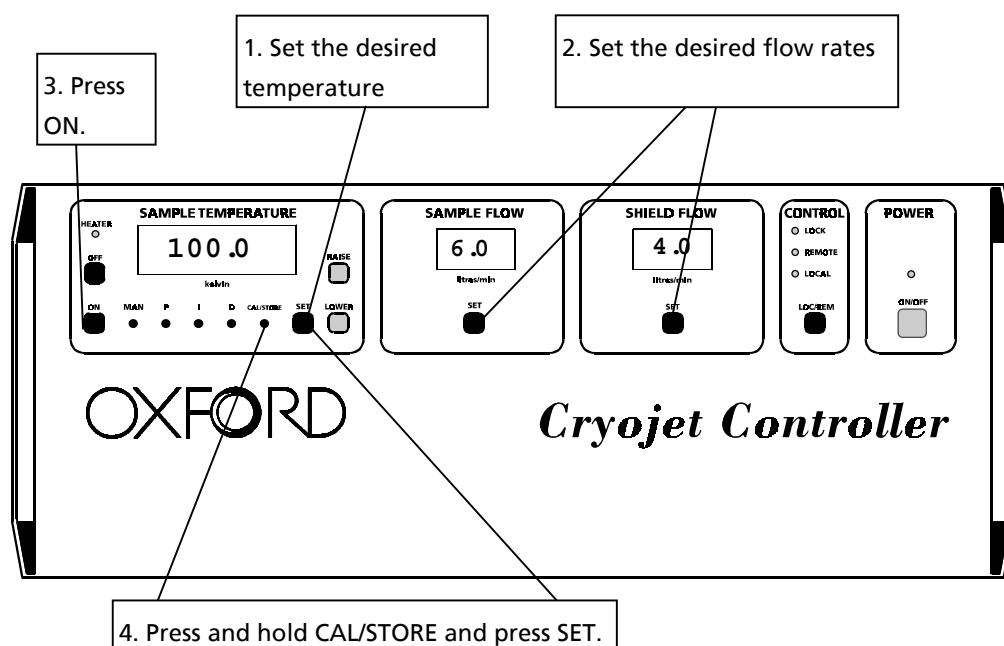 1. Set the desired
temperature
2. Set the desired flow rates
3. Press
ON.
SAMPLE TEMPERATURE
HEATER
100.0
kelvin
OFF
RAISE
ON
MAN
P
I
D
CAL/STORE
SET
LOWER
SAMPLE FLOW
6.0
litres/min
SET
SHIELD FLOW
4.0
litres/min
SET
CONTROL
LOCK
REMOTE
LOCAL
LOC/REM
POWER
ON/OFF
OXFORD
Cryojet Controller
4. Press and hold CAL/STORE and press SET.